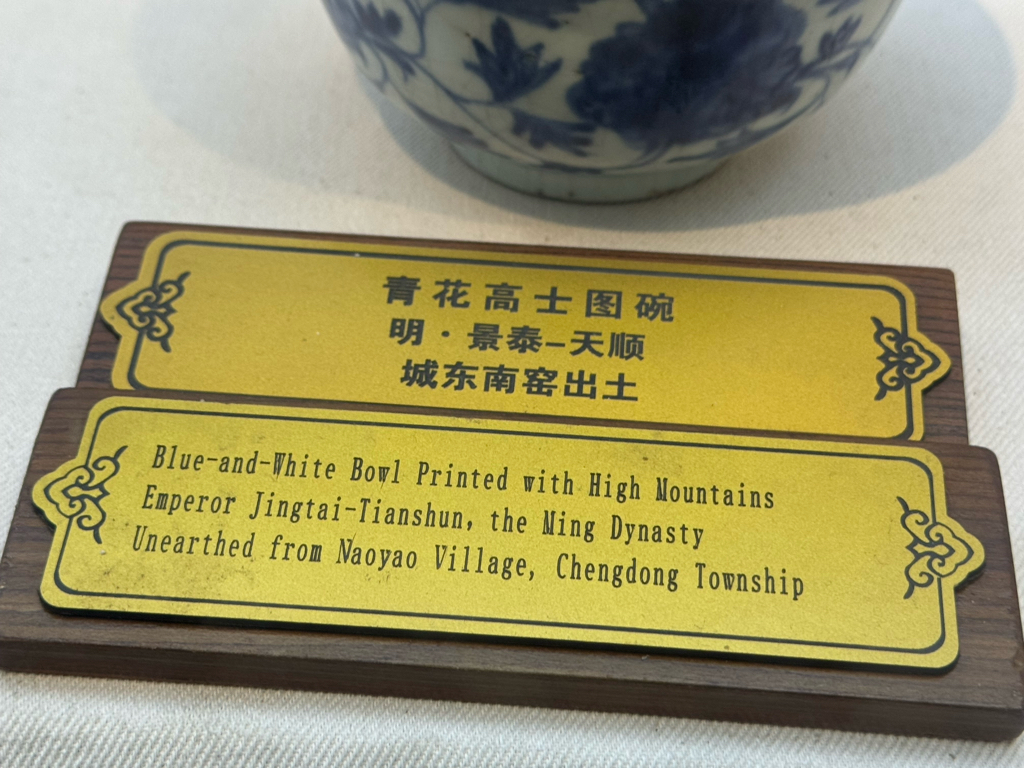 青花高士图碗
明·景泰-天顺
城东南窑出土
Blue-and-White Bowl Printed with High Mountains
Emperor Jingtai-Tianshun, the Ming Dynasty
Unearthed from Naoyao Village, Chengdong Township